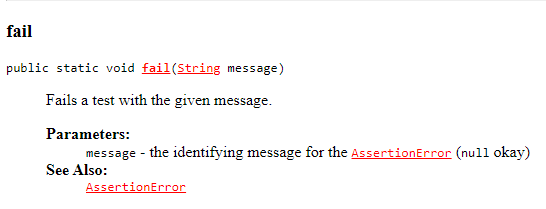 fail
public static void fail(String message)
Fails a test with the given message.
Parameters:
message - the identifying message for the AssertionError (null okay)
See Also:
AssertionError